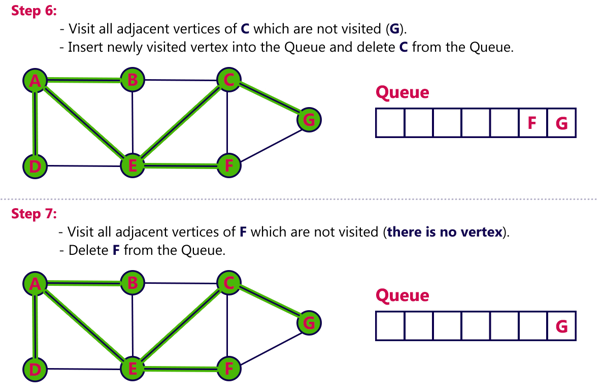 Step 6:
- Visit all adjacent vertices of C which are not visited (G).
- Insert newly visited vertex into the Queue and delete C from the Queue.
A B C
Queue
F G
G
D E F
Step 7:
- Visit all adjacent vertices of F which are not visited (there is no vertex).
- Delete F from the Queue.
A B C
Queue
G G
D E F